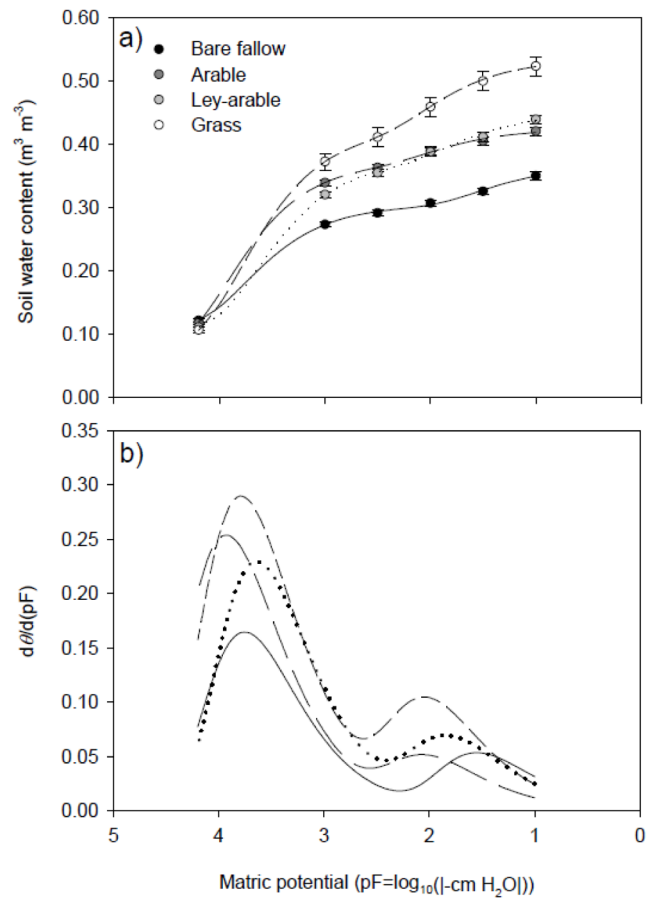 a)
Bare fallow
Arable
Ley-arable
Grass
Soil water content (m³ m⁻³)
0.60
0.50
0.40
0.30
0.20
0.10
0.00
b)
dθ/d(pF)
0.35
0.30
0.25
0.20
0.15
0.10
0.05
0.00
5 4 3 2 1 0
Matric potential (pF=log₁₀(|-cm H₂O|))